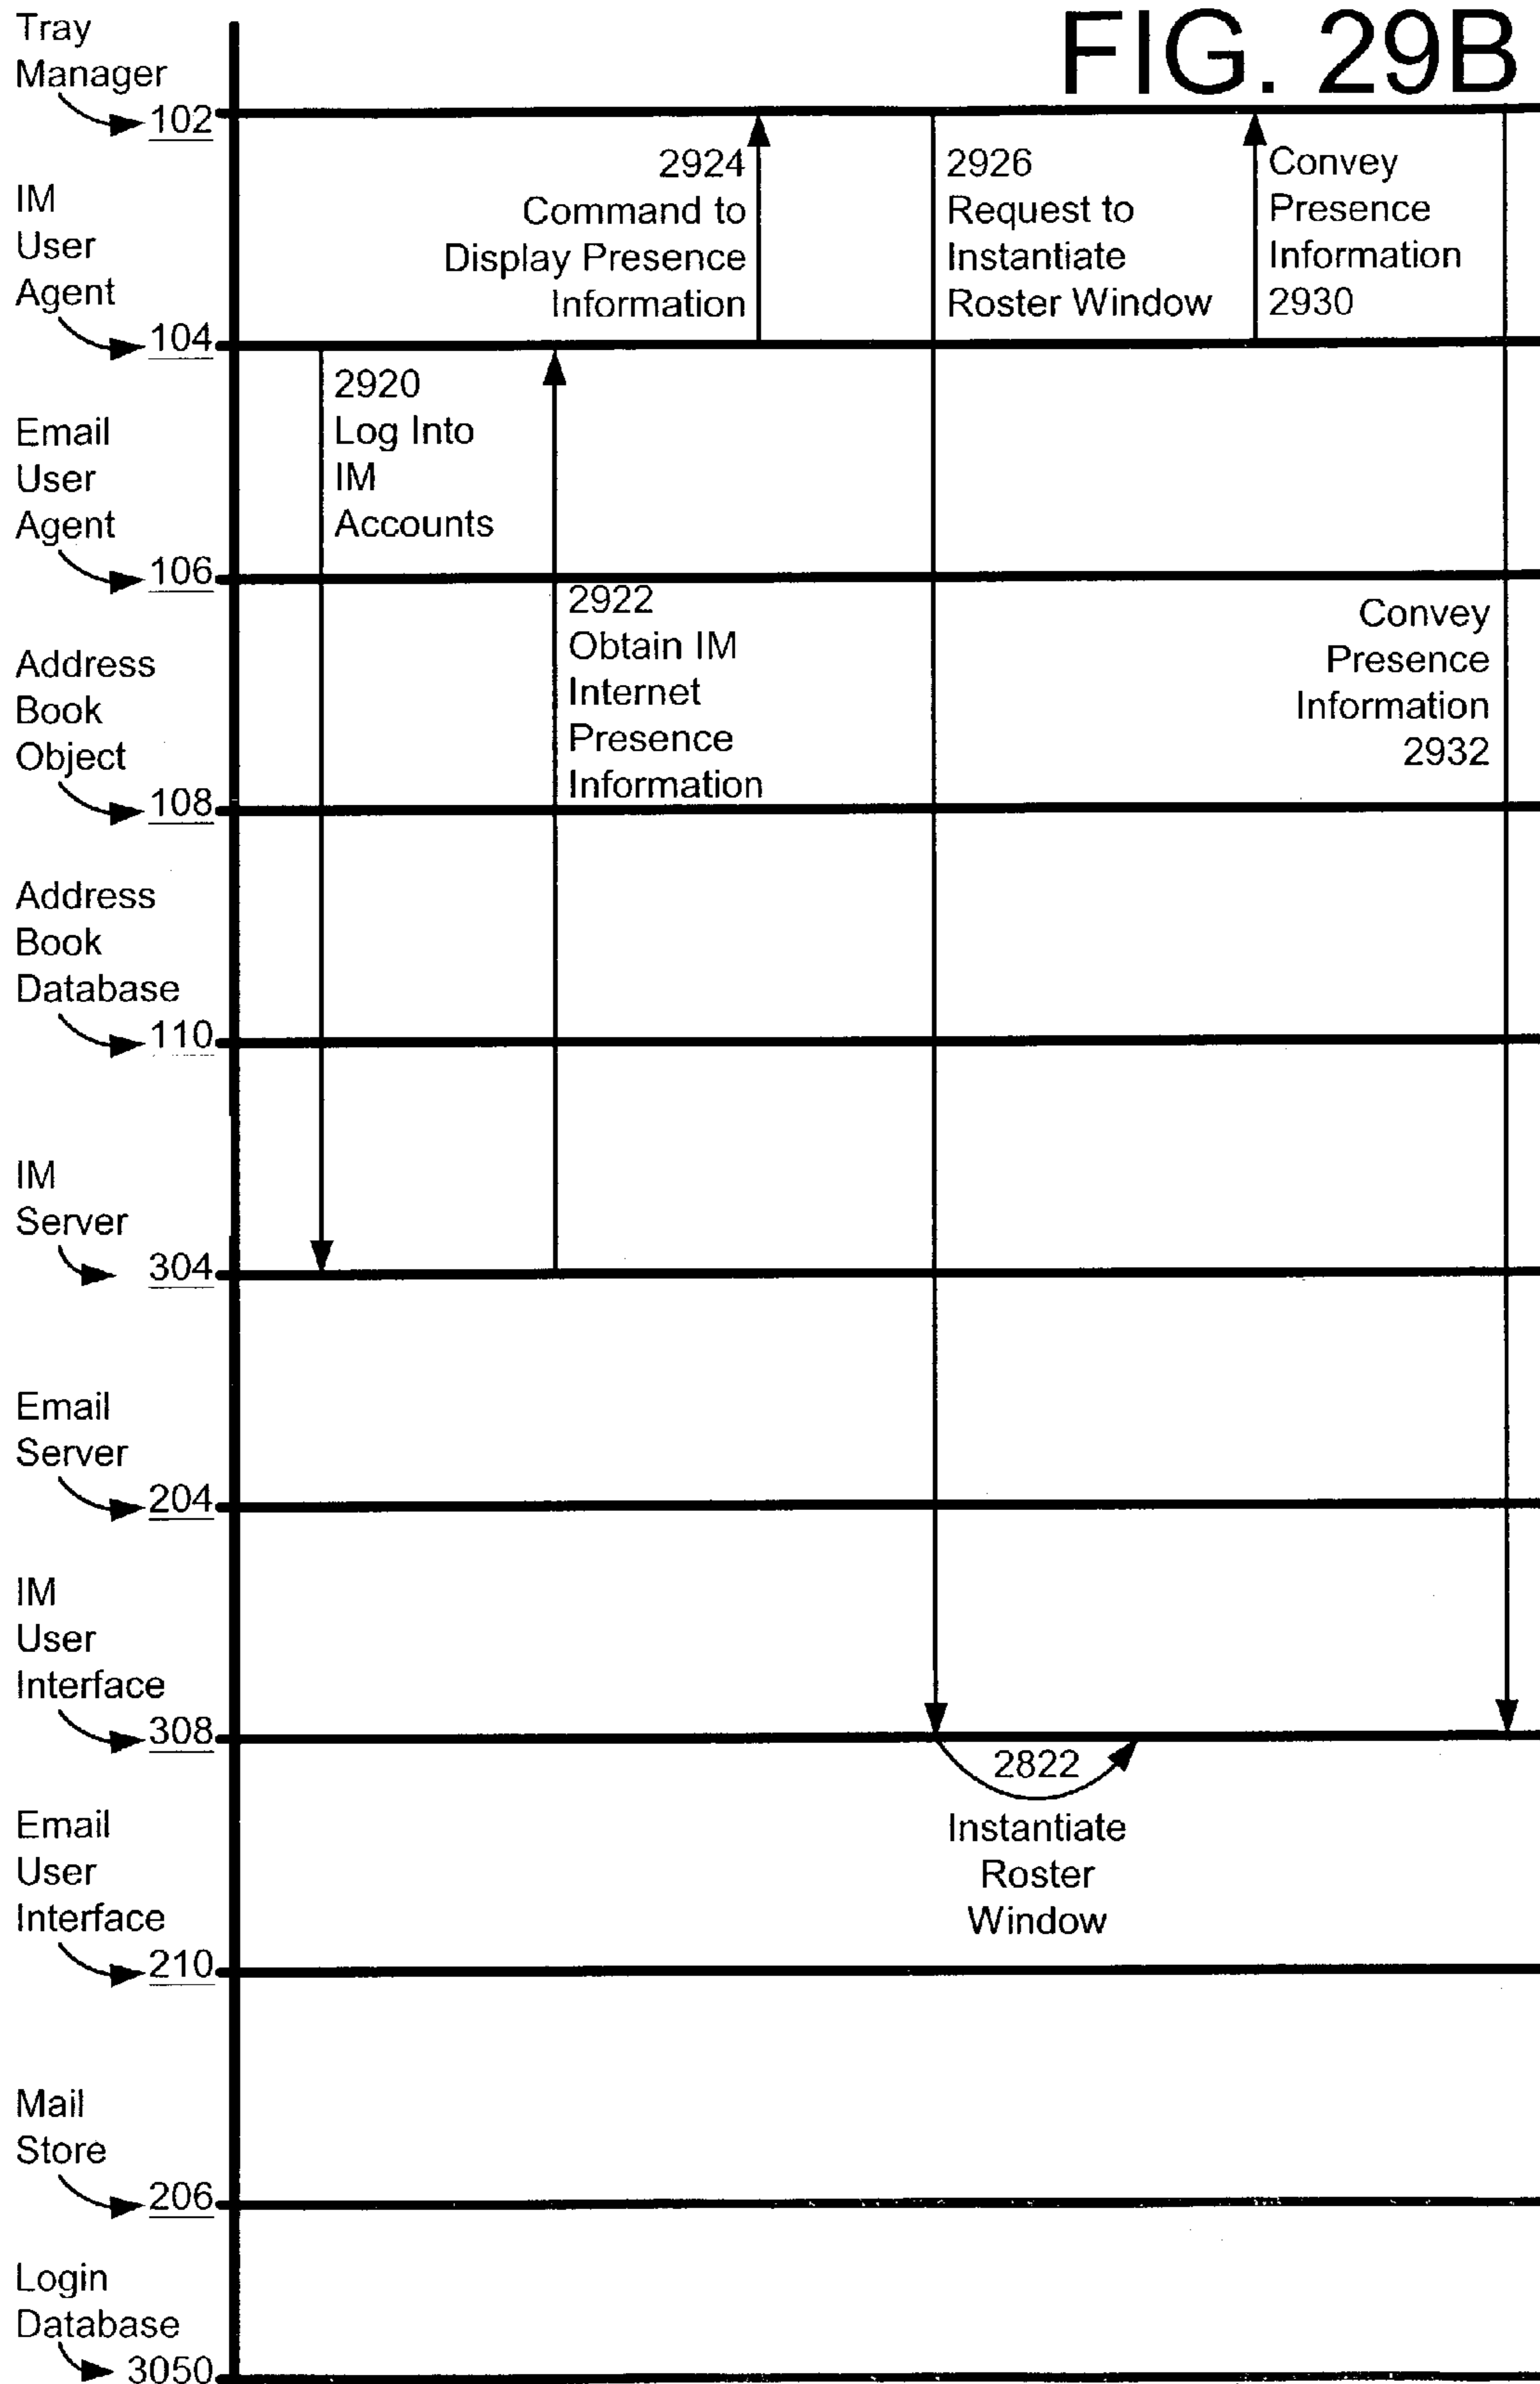 FIG. 29B
Tray
Manager
102
IM
User
Agent
104
Email
User
Agent
106
Address
Book
Object
108
Address
Book
Database
110
IM
Server
304
Email
Server
204
IM
User
Interface
308
Email
User
Interface
210
Mail
Store
206
Login
Database
3050
2920
Log Into
IM
Accounts
2922
Obtain IM
Internet
Presence
Information
2924
Command to
Display Presence
Information
2926
Request to
Instantiate
Roster Window
2822
Instantiate
Roster
Window
Convey
Presence
Information
2930
Convey
Presence
Information
2932